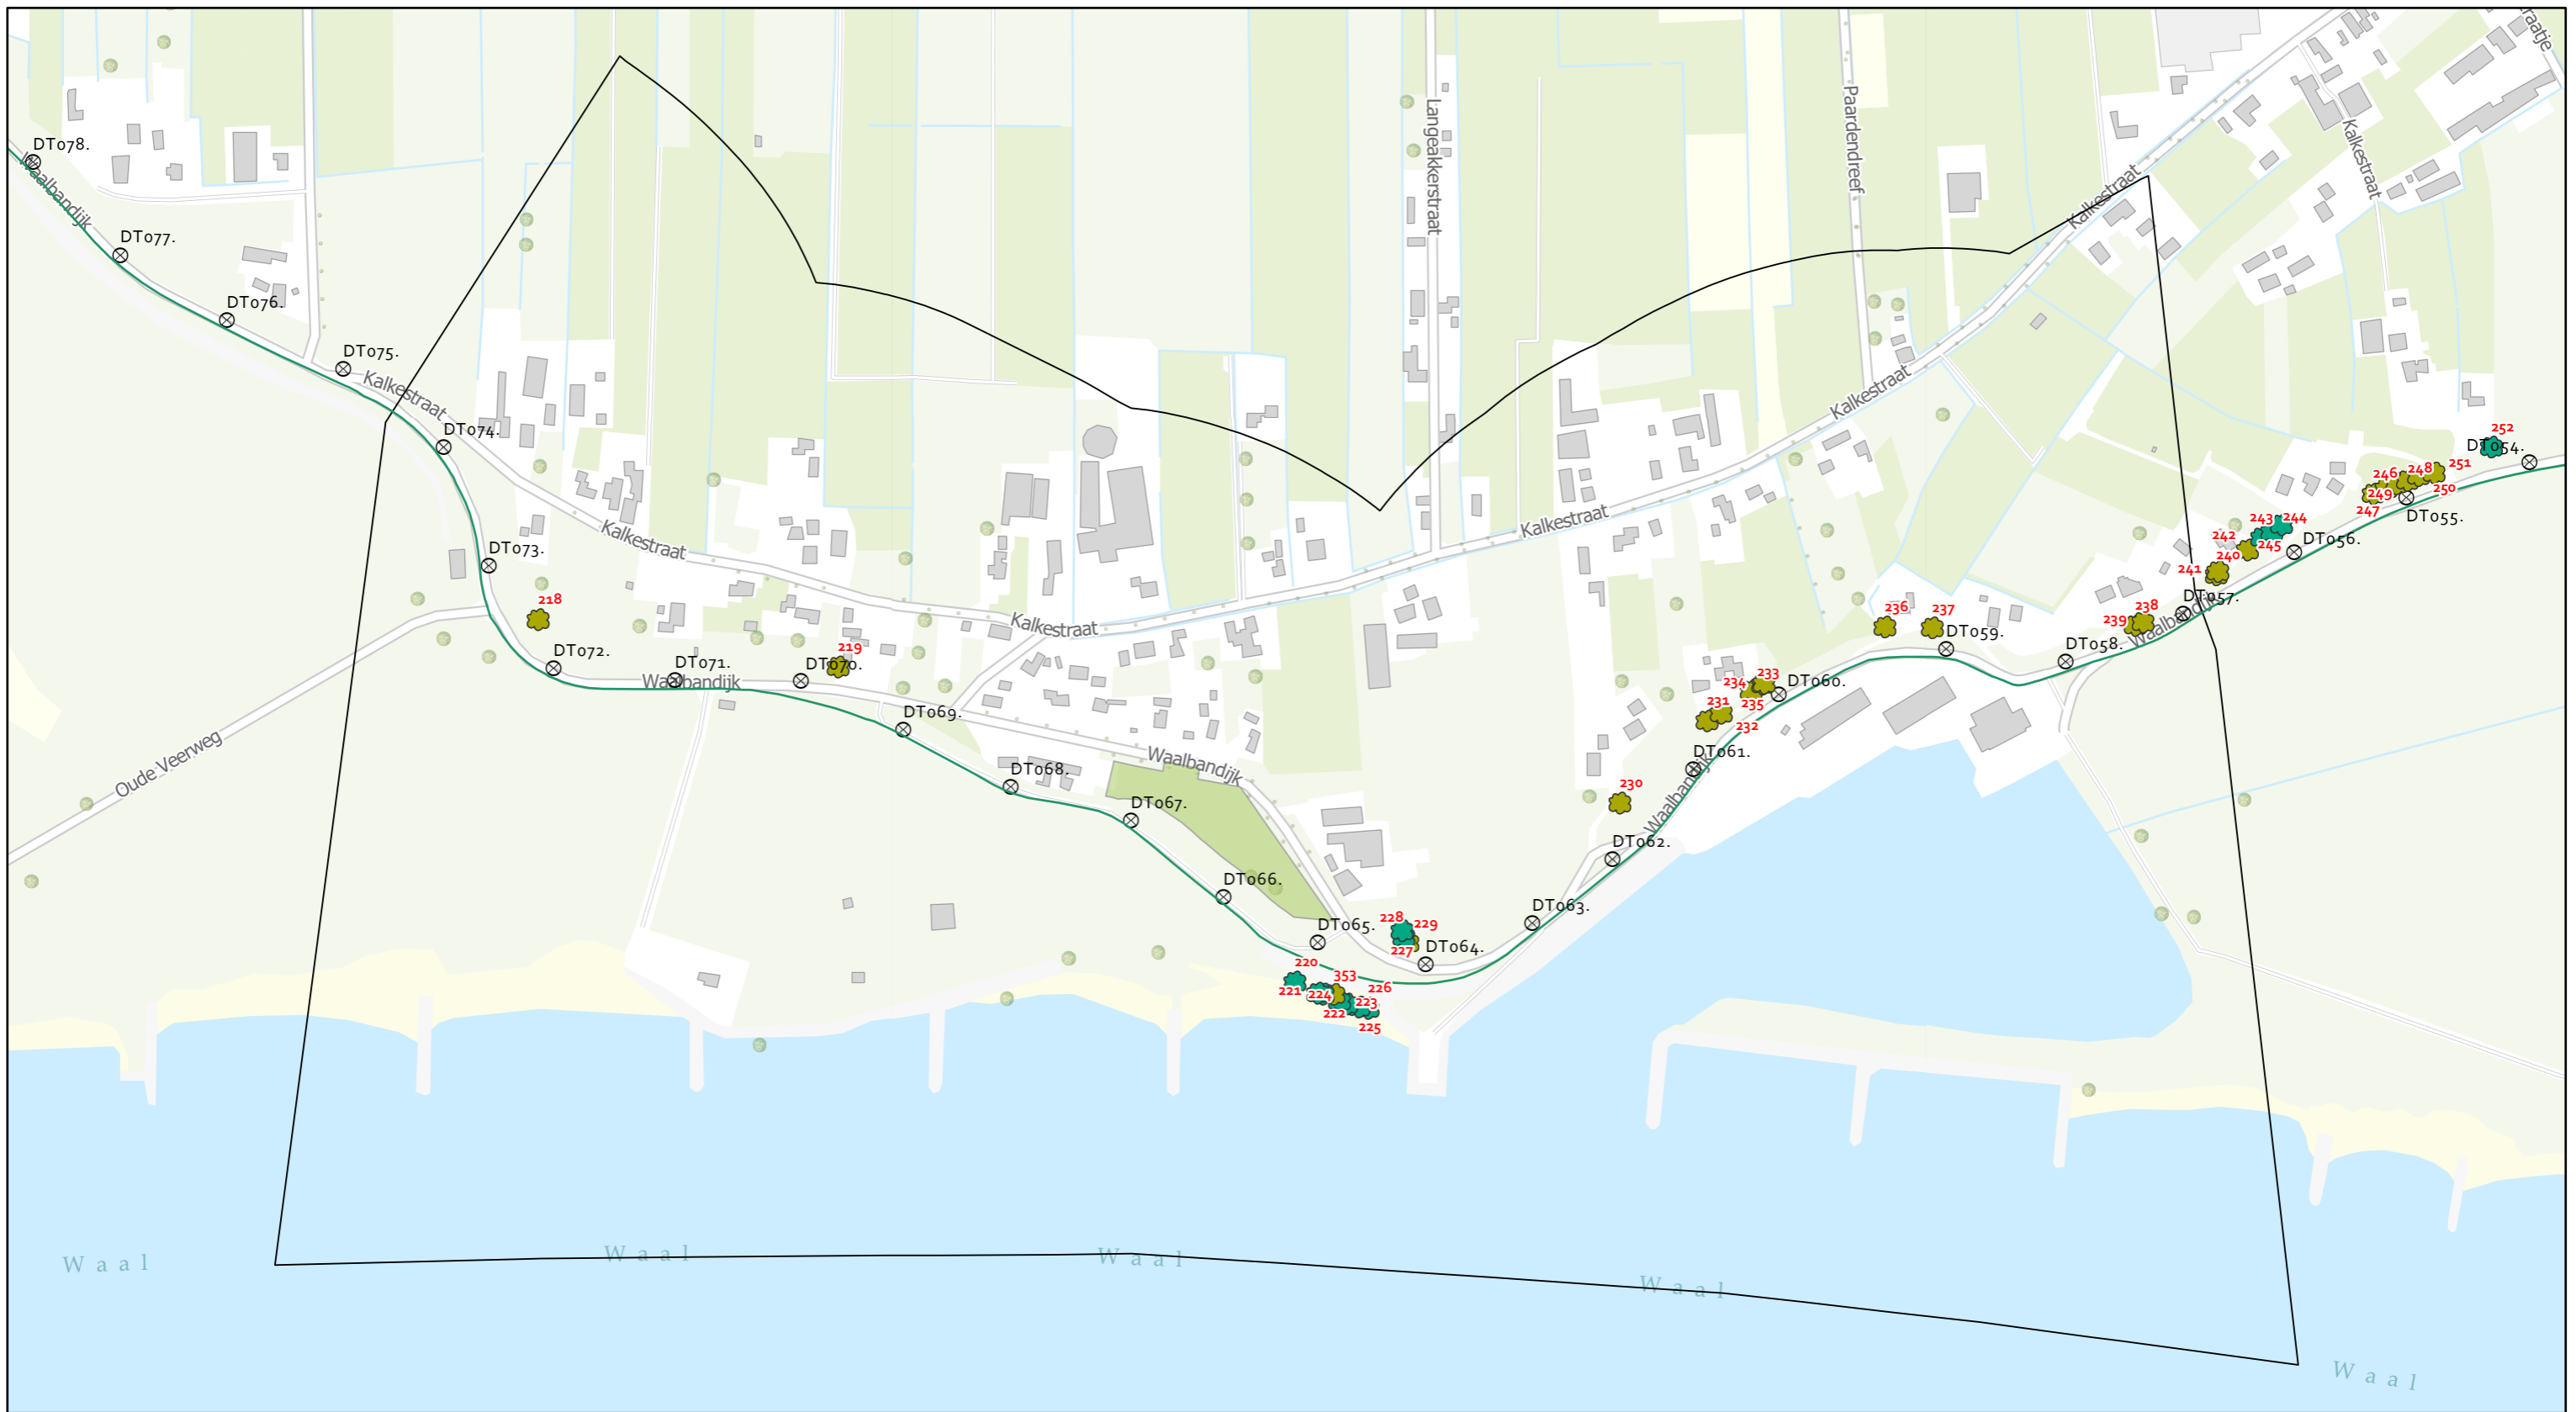 raatje
DT078.
Waalbandijk
DT077.
DT076.
DT075.
Kalkestraat
DT074.
Kalkestraat
DT073.
Langeakkerstraat
Paardendreef
Kalkestraat
Kalkestraat
Kalkestraat
Kalkestraat
Kalkestraat
252
DT054.
246
248
251
249
250
247
DT055.
243
244
242
245
DT056.
240
241
DT057.
238
239
Waalbandijk
218
219
236
237
DT059.
DT058.
DT072.
DT071.
DT070.
Waalbandijk
233
234
DT060.
235
231
232
DT069.
Oude Veerweg
Waalbandijk
DT061.
DT068.
230
Waalbandijk
DT067.
DT062.
DT066.
DT063.
DT065.
228
229
227
DT064.
220
353
221
224
226
223
222
225
Waal
Waal
Waal
Waal
Waal